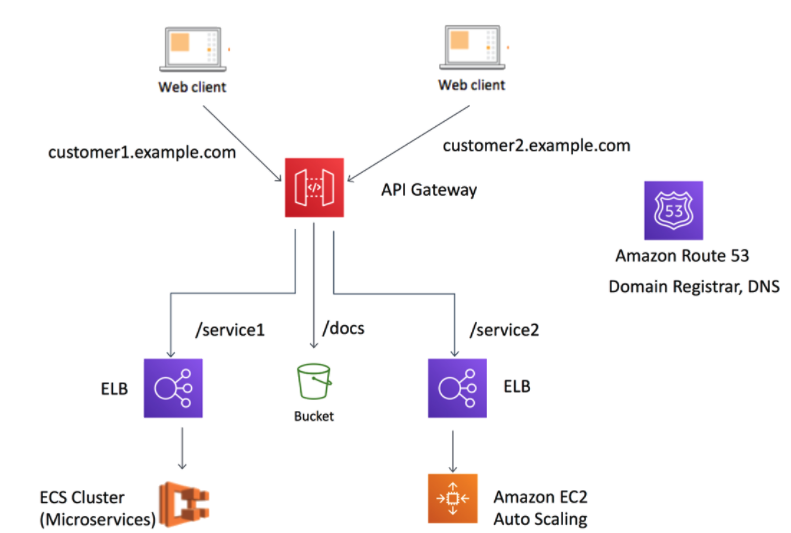 Web client
Web client
customer1.example.com
customer2.example.com
API Gateway
53
Amazon Route 53
Domain Registrar, DNS
/service1
/docs
/service2
ELB
Bucket
ELB
ECS Cluster
(Microservices)
Amazon EC2
Auto Scaling